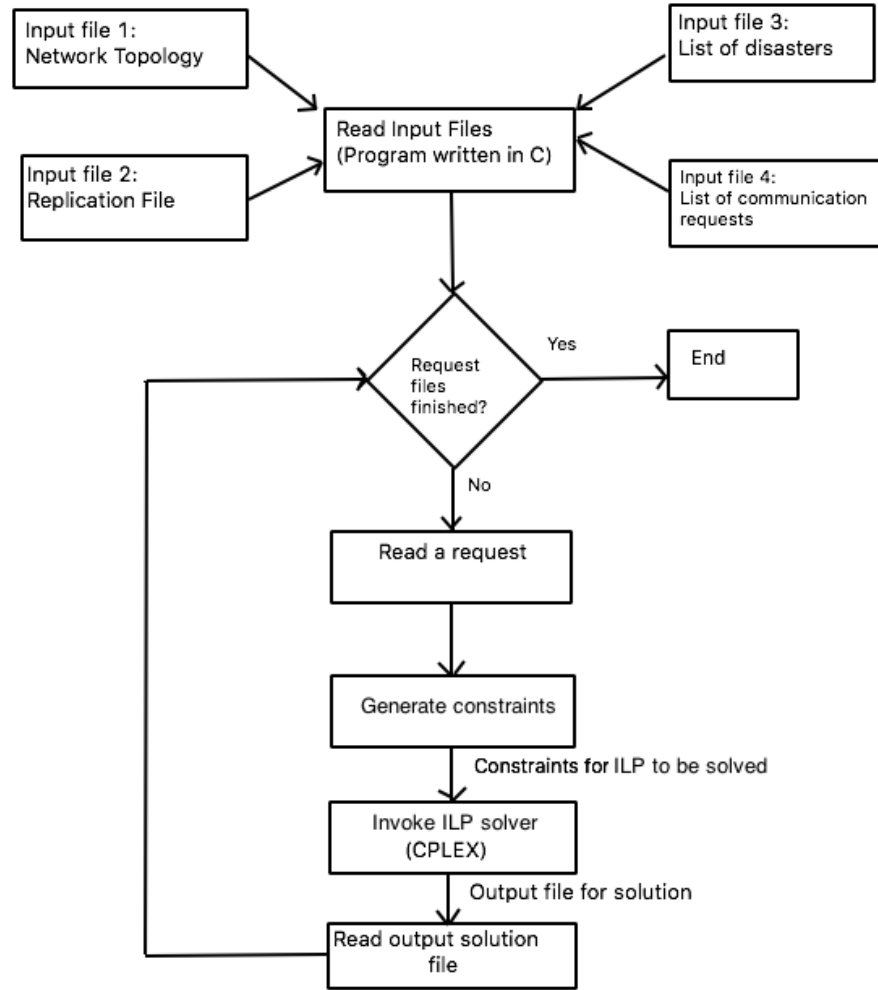 Input file 1:
Network Topology
Input file 3:
List of disasters
Read Input Files
(Program written in C)
Input file 2:
Replication File
Input file 4:
List of communication
requests
Yes
End
Request
files
finished?
No
Read a request
Generate constraints
Constraints for ILP to be solved
Invoke ILP solver
(CPLEX)
Output file for solution
Read output solution
file